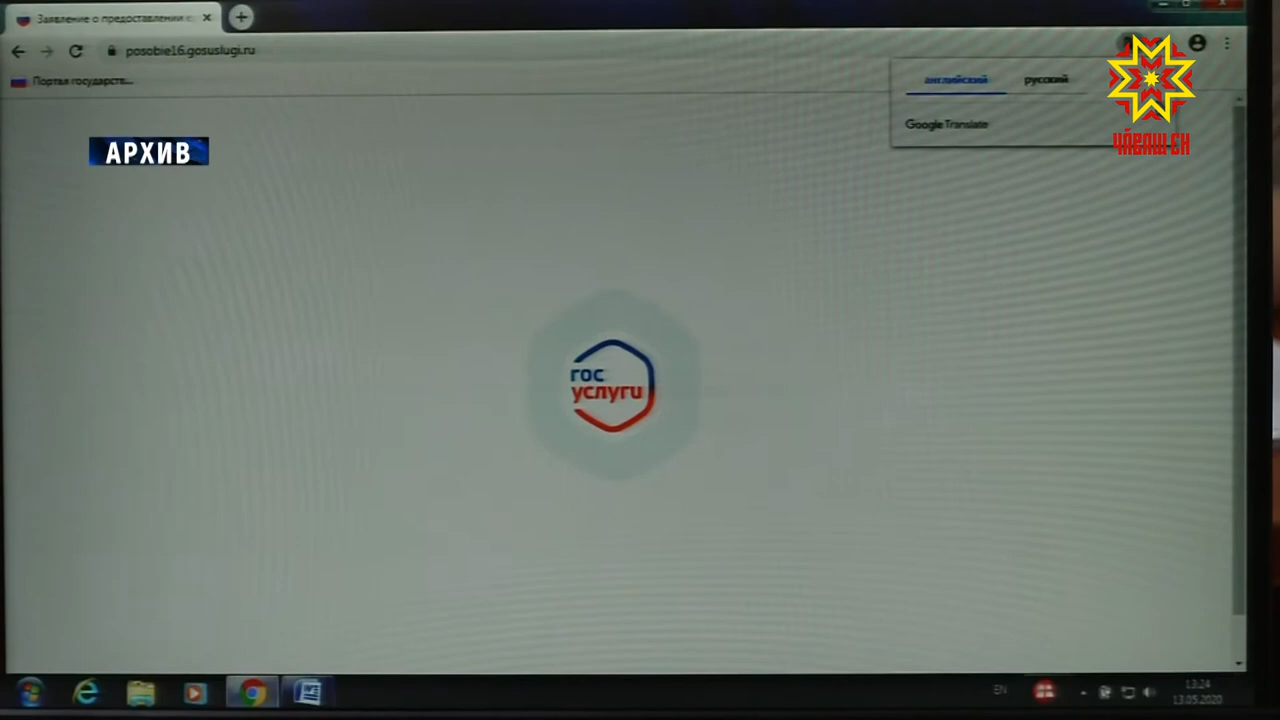 Заявление о предоставлении е
posobie16.gosuslugi.ru
Портал государств...
английский русский
Google Translate
ЧӐВАШ ЕН
АРХИВ
гос
услуги
EN
13:24
13.05.2020